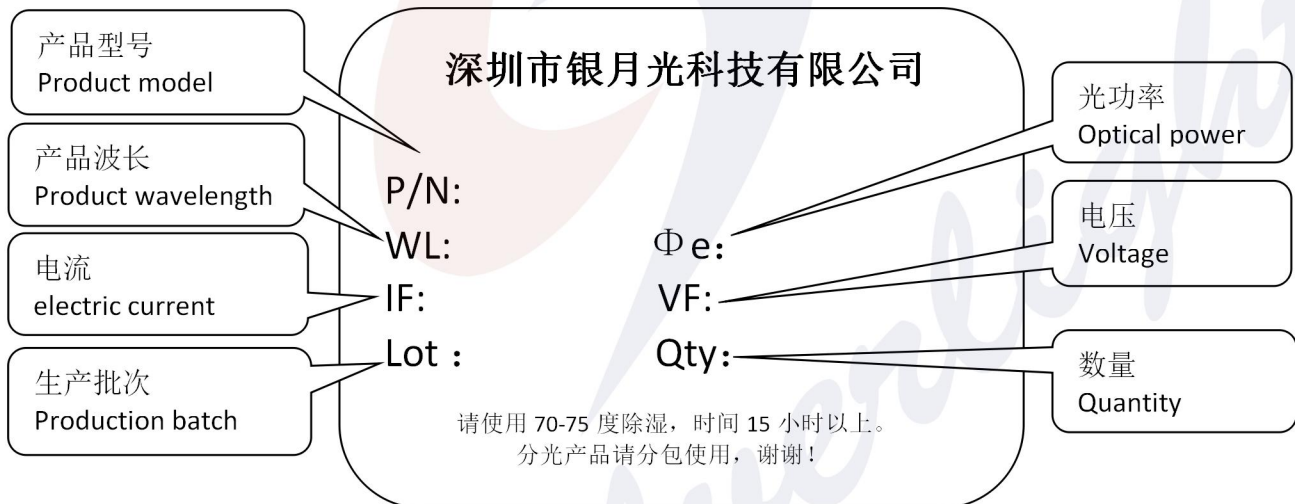 产品型号
Product model
深圳市银月光科技有限公司
光功率
Optical power
产品波长
Product wavelength
P/N:
电压
Voltage
WL:
Φe：
电流
electric current
IF:
VF:
生产批次
Production batch
Lot：
Qty:
数量
Quantity
请使用 70-75 度除湿，时间 15 小时以上。
分光产品请分包使用，谢谢！